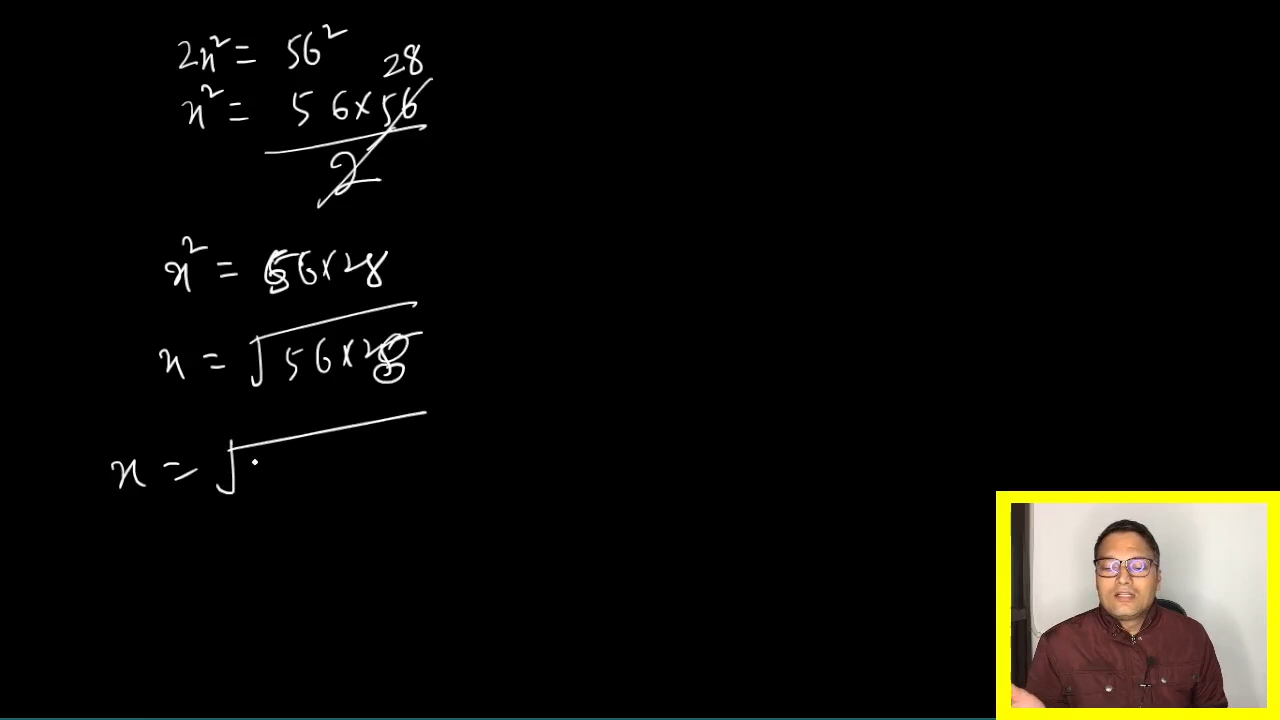 2x² = 56²
28
x² = 56×56
2
x² = 56×28
x = √56×28
x = √